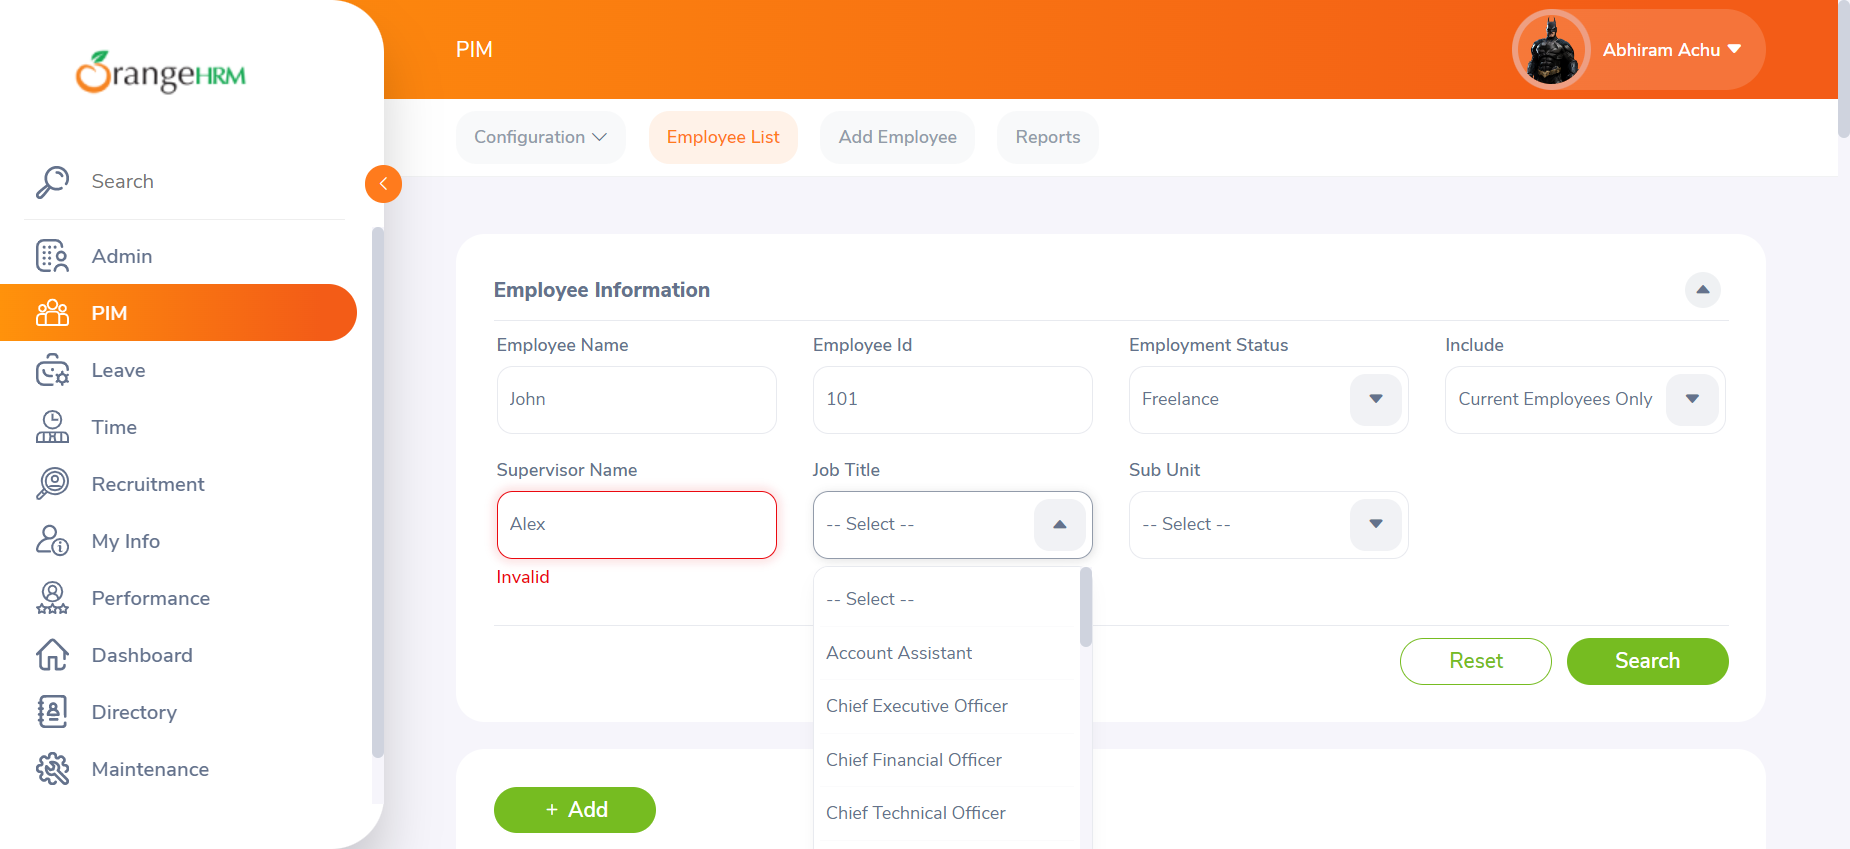 OrangeHRM
Search
Admin
PIM
Leave
Time
Recruitment
My Info
Performance
Dashboard
Directory
Maintenance
PIM
Abhiram Achu
Configuration
Employee List
Add Employee
Reports
Employee Information
Employee Name
Employee Id
Employment Status
Include
John
101
Freelance
Current Employees Only
Supervisor Name
Job Title
Sub Unit
Alex
-- Select --
-- Select --
Invalid
-- Select --
Account Assistant
Chief Executive Officer
Chief Financial Officer
Chief Technical Officer
Reset
Search
+ Add